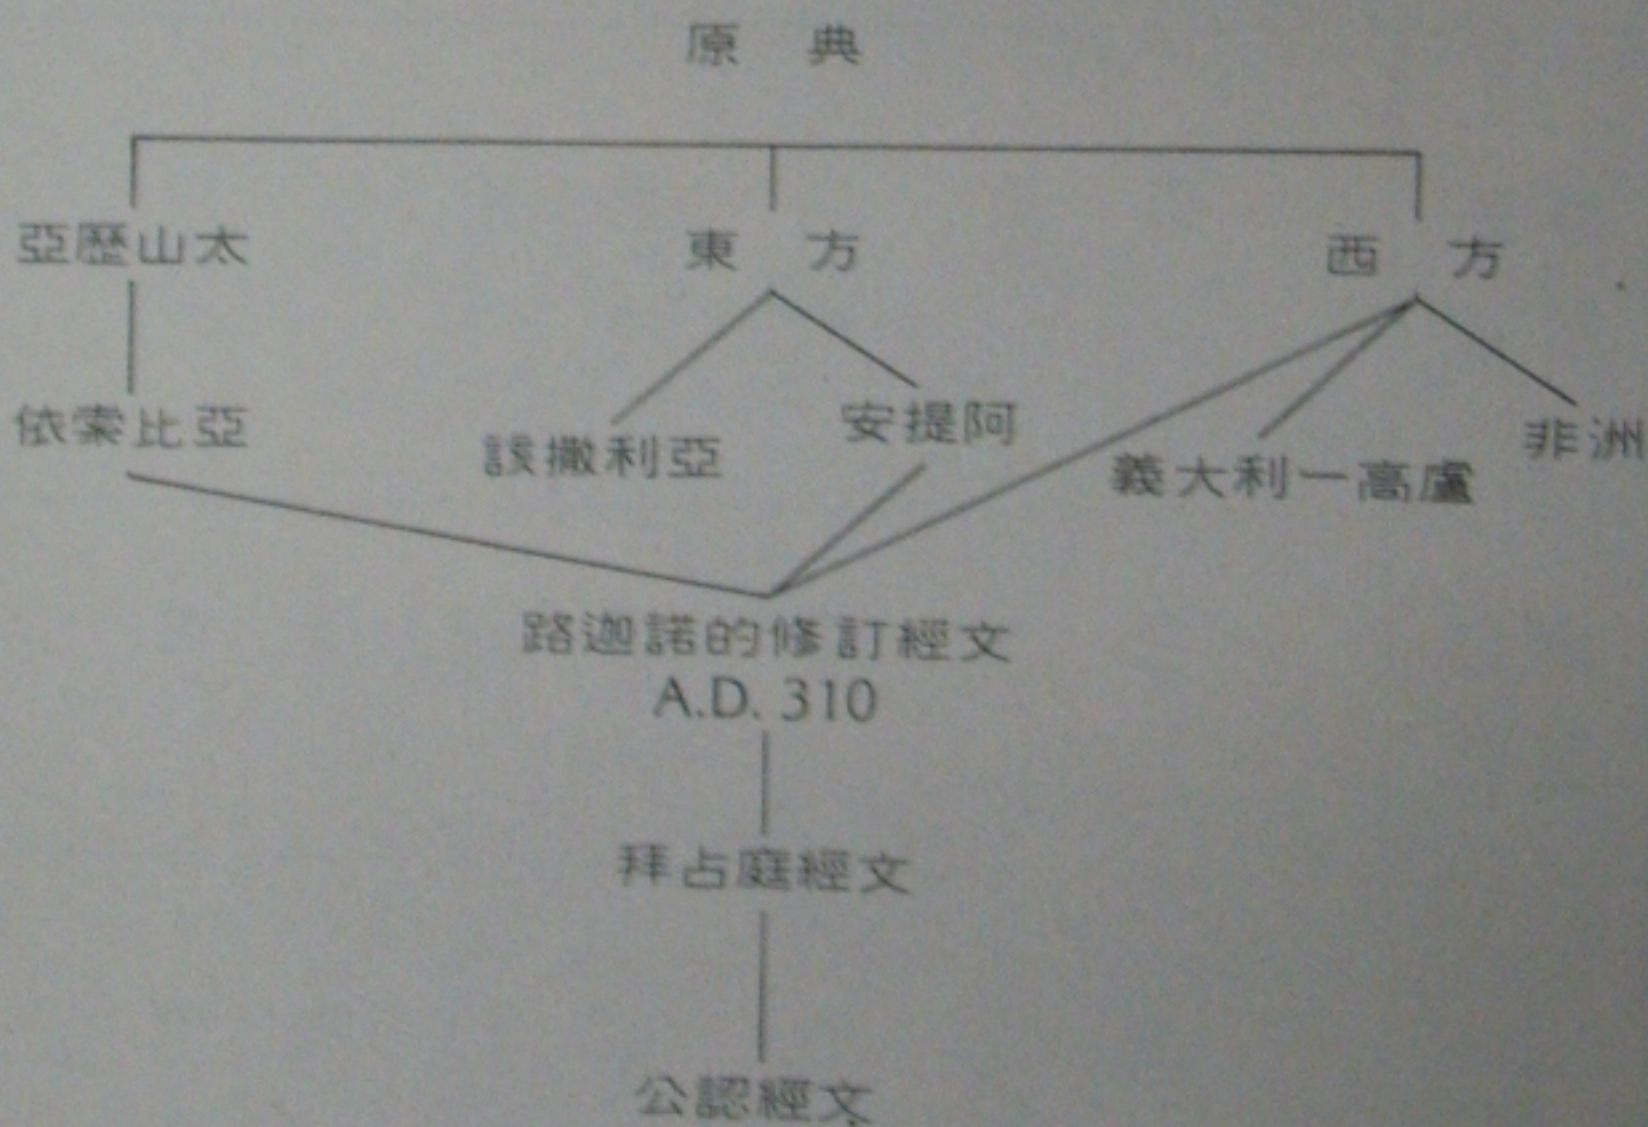 原 典
亞歷山太 東 方 西 方
依索比亞 該撒利亞 安提阿 義大利一高盧 非洲
路迦諾的修訂經文
A.D. 310
拜占庭經文
公認經文